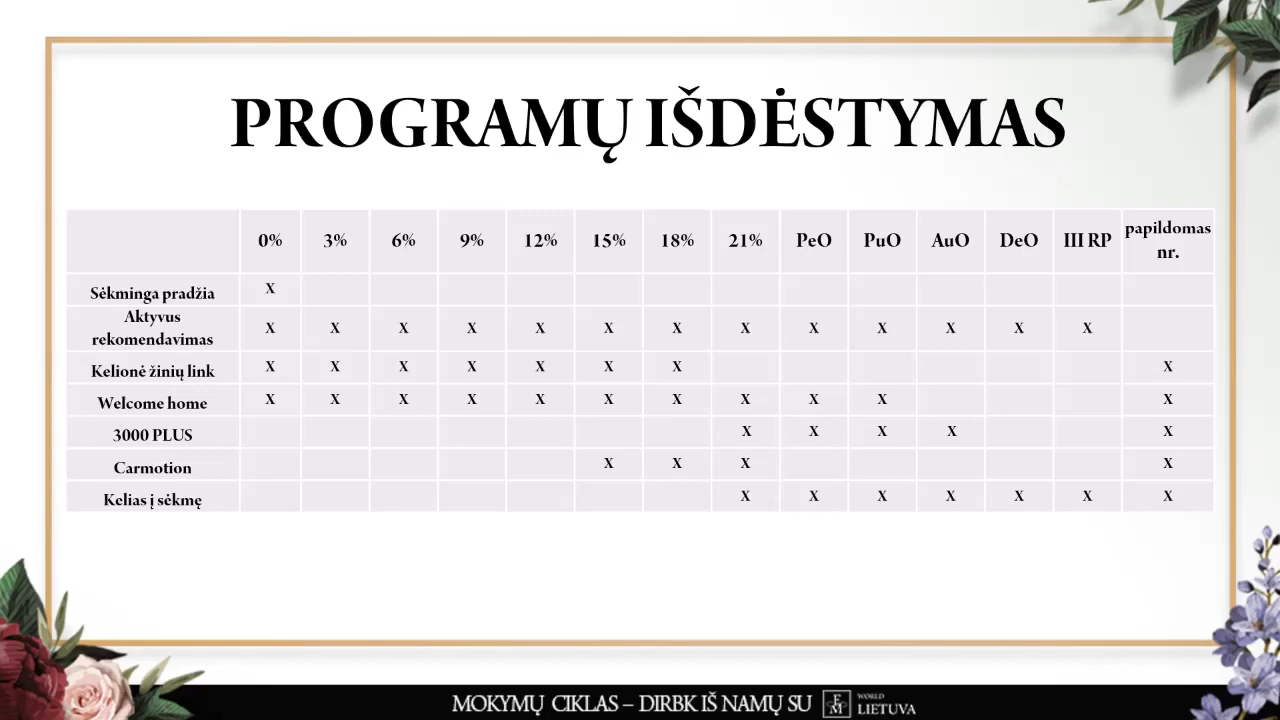 PROGRAMŲ IŠDĖSTYMAS
0% 3% 6% 9% 12% 15% 18% 21% PeO PuO AuO DeO III RP papildomas nr.
Sėkminga pradžia X
Aktyvus rekomendavimas X X X X X X X X X X X X X
Kelionė žinių link X X X X X X X X
Welcome home X X X X X X X X X X X
3000 PLUS X X X X X
Carmotion X X X X
Kelias į sėkmę X X X X X X X
MOKYMŲ CIKLAS – DIRBK IŠ NAMŲ SU FM WORLD LIETUVA